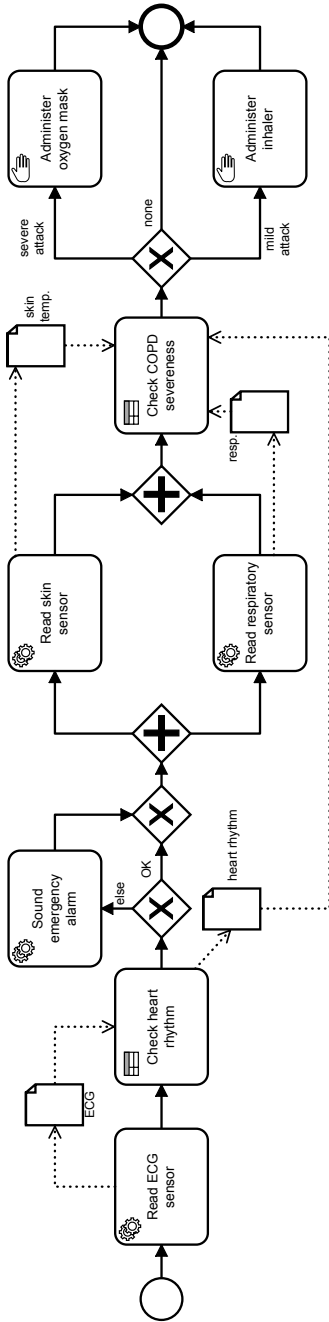 Read ECG
sensor
ECG
Check heart
rhythm
heart rhythm
else
OK
Sound
emergency
alarm
Read skin
sensor
Read respiratory
sensor
skin
temp.
resp.
Check COPD
severeness
severe
attack
none
mild
attack
Administer
oxygen mask
Administer
inhaler